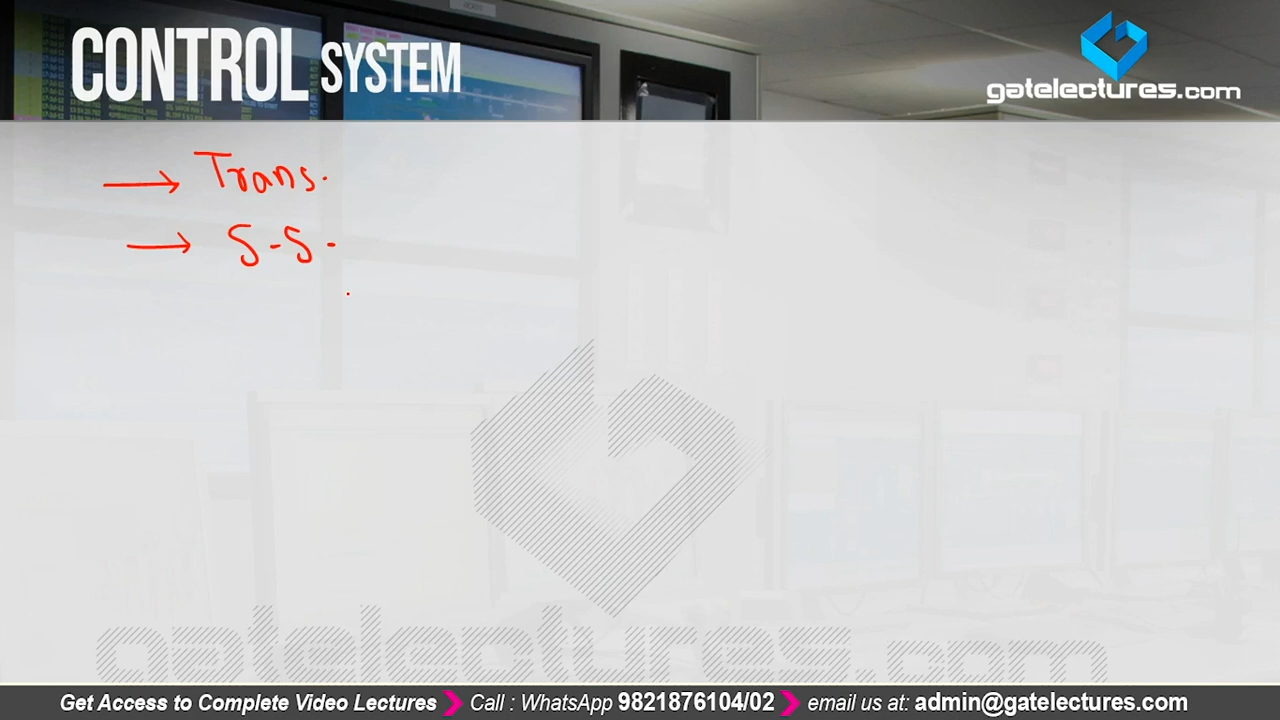 CONTROL SYSTEM
gatelectures.com
→ Trans.
→ S.S.
gatelectures.com
Get Access to Complete Video Lectures Call : WhatsApp 9821876104/02 email us at: admin@gatelectures.com